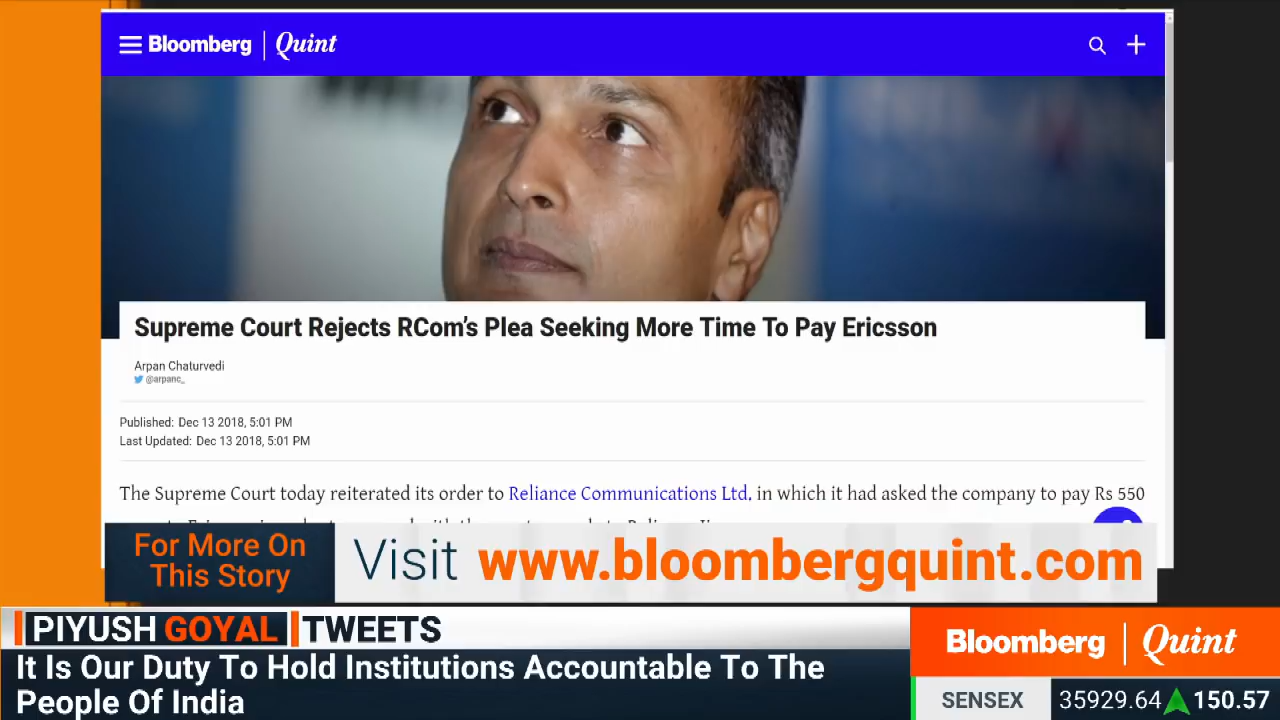 Bloomberg | Quint
Supreme Court Rejects RCom's Plea Seeking More Time To Pay Ericsson
Arpan Chaturvedi
@arpanc_
Published: Dec 13 2018, 5:01 PM
Last Updated: Dec 13 2018, 5:01 PM
The Supreme Court today reiterated its order to Reliance Communications Ltd. in which it had asked the company to pay Rs 550
For More On
This Story
Visit www.bloombergquint.com
PIYUSH GOYAL TWEETS
It Is Our Duty To Hold Institutions Accountable To The
People Of India
Bloomberg | Quint
SENSEX 35929.64 150.57